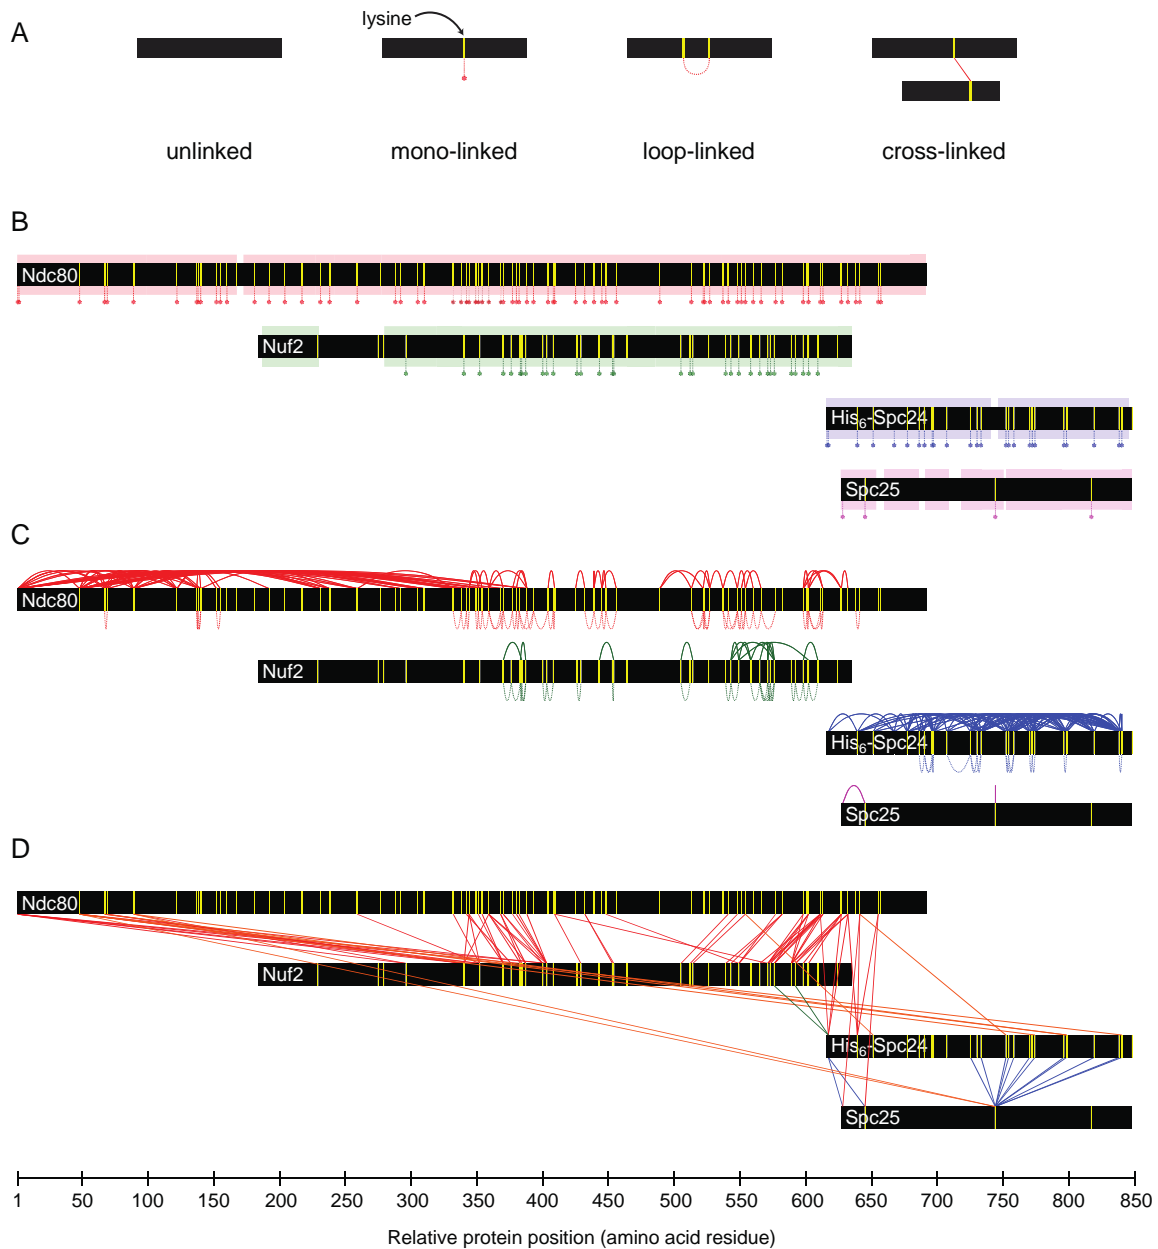 A
lysine
unlinked
mono-linked
loop-linked
cross-linked
B
Ndc80
Nuf2
His6-Spc24
Spc25
C
Ndc80
Nuf2
His6-Spc24
Spc25
D
Ndc80
Nuf2
His6-Spc24
Spc25
1 50 100 150 200 250 300 350 400 450 500 550 600 650 700 750 800 850
Relative protein position (amino acid residue)